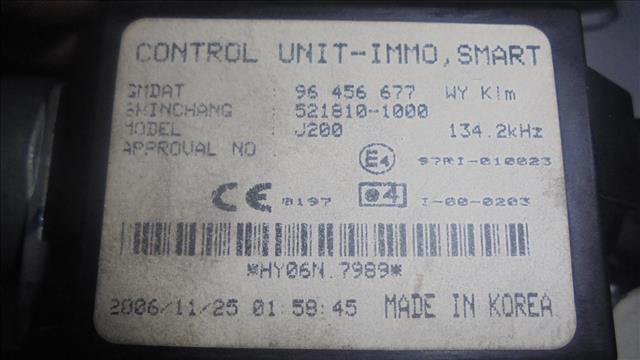 CONTROL UNIT-IMMO, SMART
GMDAT : 96 456 677 WY Kim
SHINCHANG : 521810-1000
MODEL : J200 134.2kHz
APPROVAL NO E4 97RI-010023
CE 0197 e4 I-00-0203
*HY06N.7989*
2006/11/25 01:58:45 MADE IN KOREA